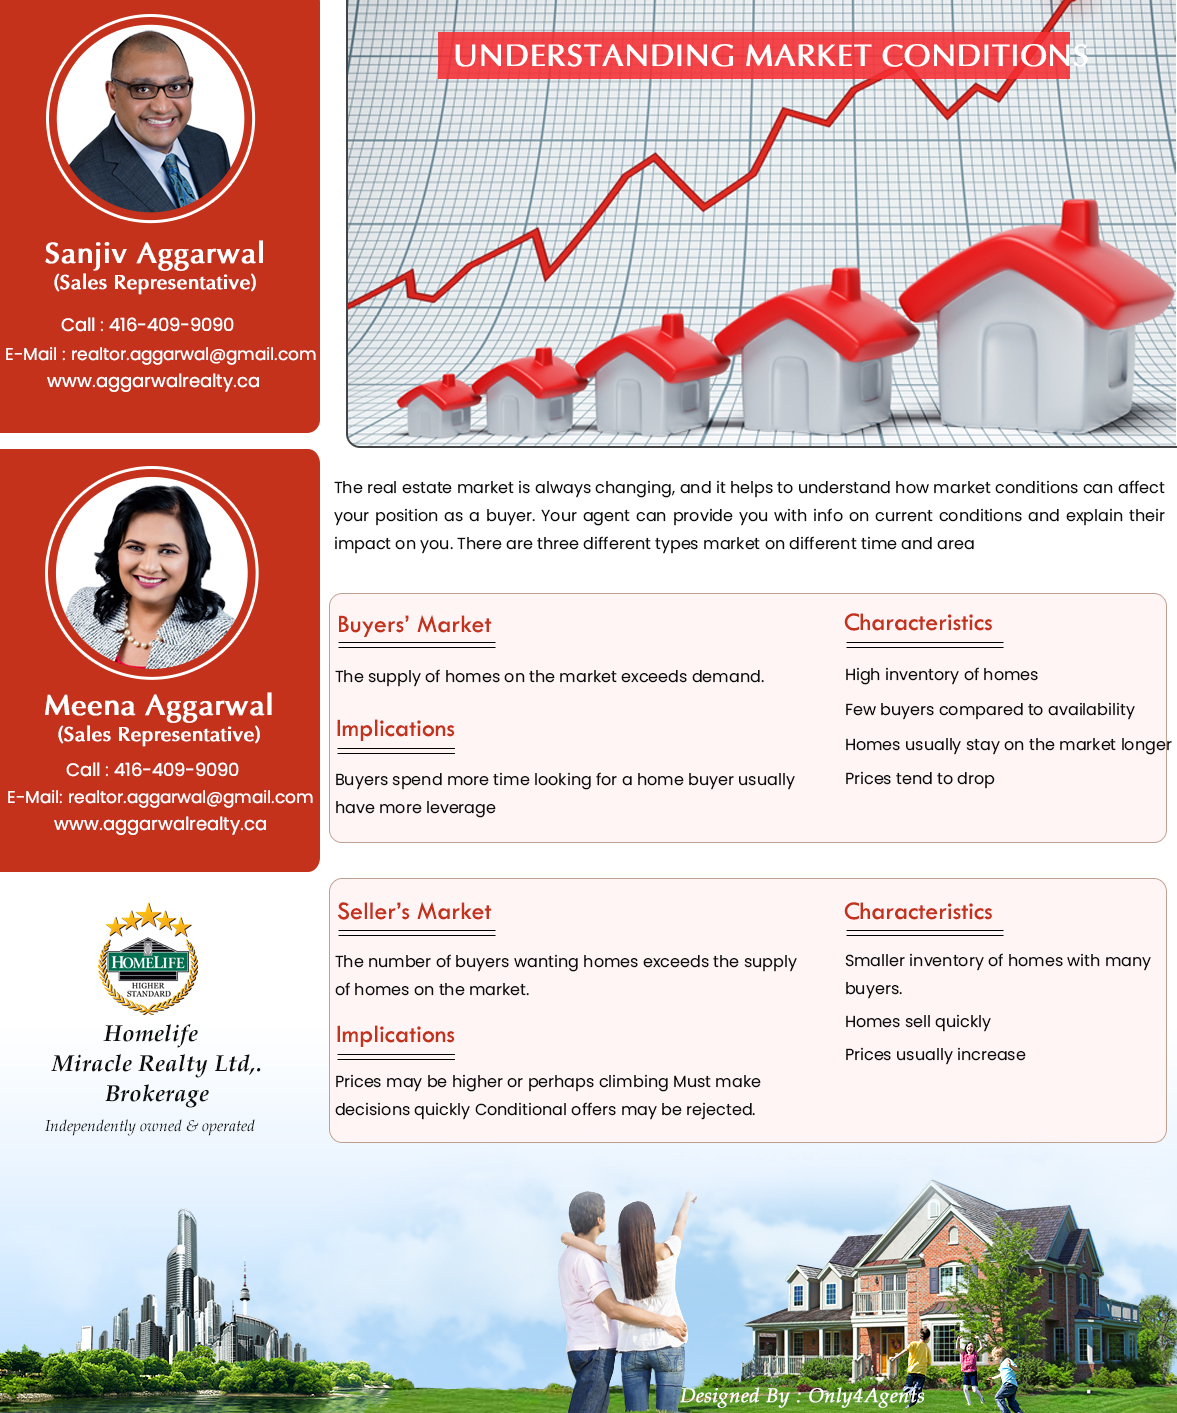 Sanjiv Aggarwal
(Sales Representative)
Call : 416-409-9090
E-Mail : realtor.aggarwal@gmail.com
www.aggarwalrealty.ca
Meena Aggarwal
(Sales Representative)
Call : 416-409-9090
E-Mail: realtor.aggarwal@gmail.com
www.aggarwalrealty.ca
HOMELIFE
HIGHER
STANDARD
Homelife
Miracle Realty Ltd,.
Brokerage
Independently owned & operated
UNDERSTANDING MARKET CONDITIONS
The real estate market is always changing, and it helps to understand how market conditions can affect
your position as a buyer. Your agent can provide you with info on current conditions and explain their
impact on you. There are three different types market on different time and area
Buyers’ Market
The supply of homes on the market exceeds demand.
Implications
Buyers spend more time looking for a home buyer usually
have more leverage
Characteristics
High inventory of homes
Few buyers compared to availability
Homes usually stay on the market longer
Prices tend to drop
Seller’s Market
The number of buyers wanting homes exceeds the supply
of homes on the market.
Implications
Prices may be higher or perhaps climbing Must make
decisions quickly Conditional offers may be rejected.
Characteristics
Smaller inventory of homes with many
buyers.
Homes sell quickly
Prices usually increase
Designed By : Only4Agents